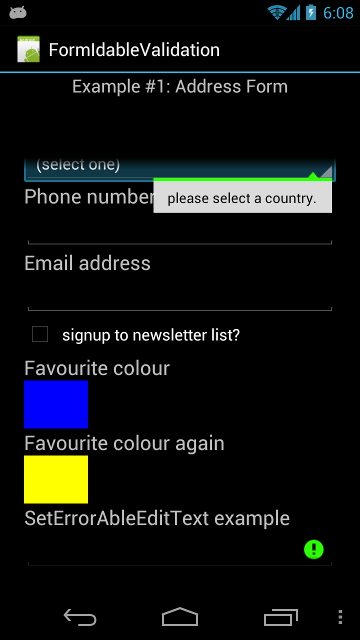 6:08
FormIdableValidation
Example #1: Address Form
(select one)
please select a country.
Phone number
Email address
signup to newsletter list?
Favourite colour
Favourite colour again
SetErrorAbleEditText example